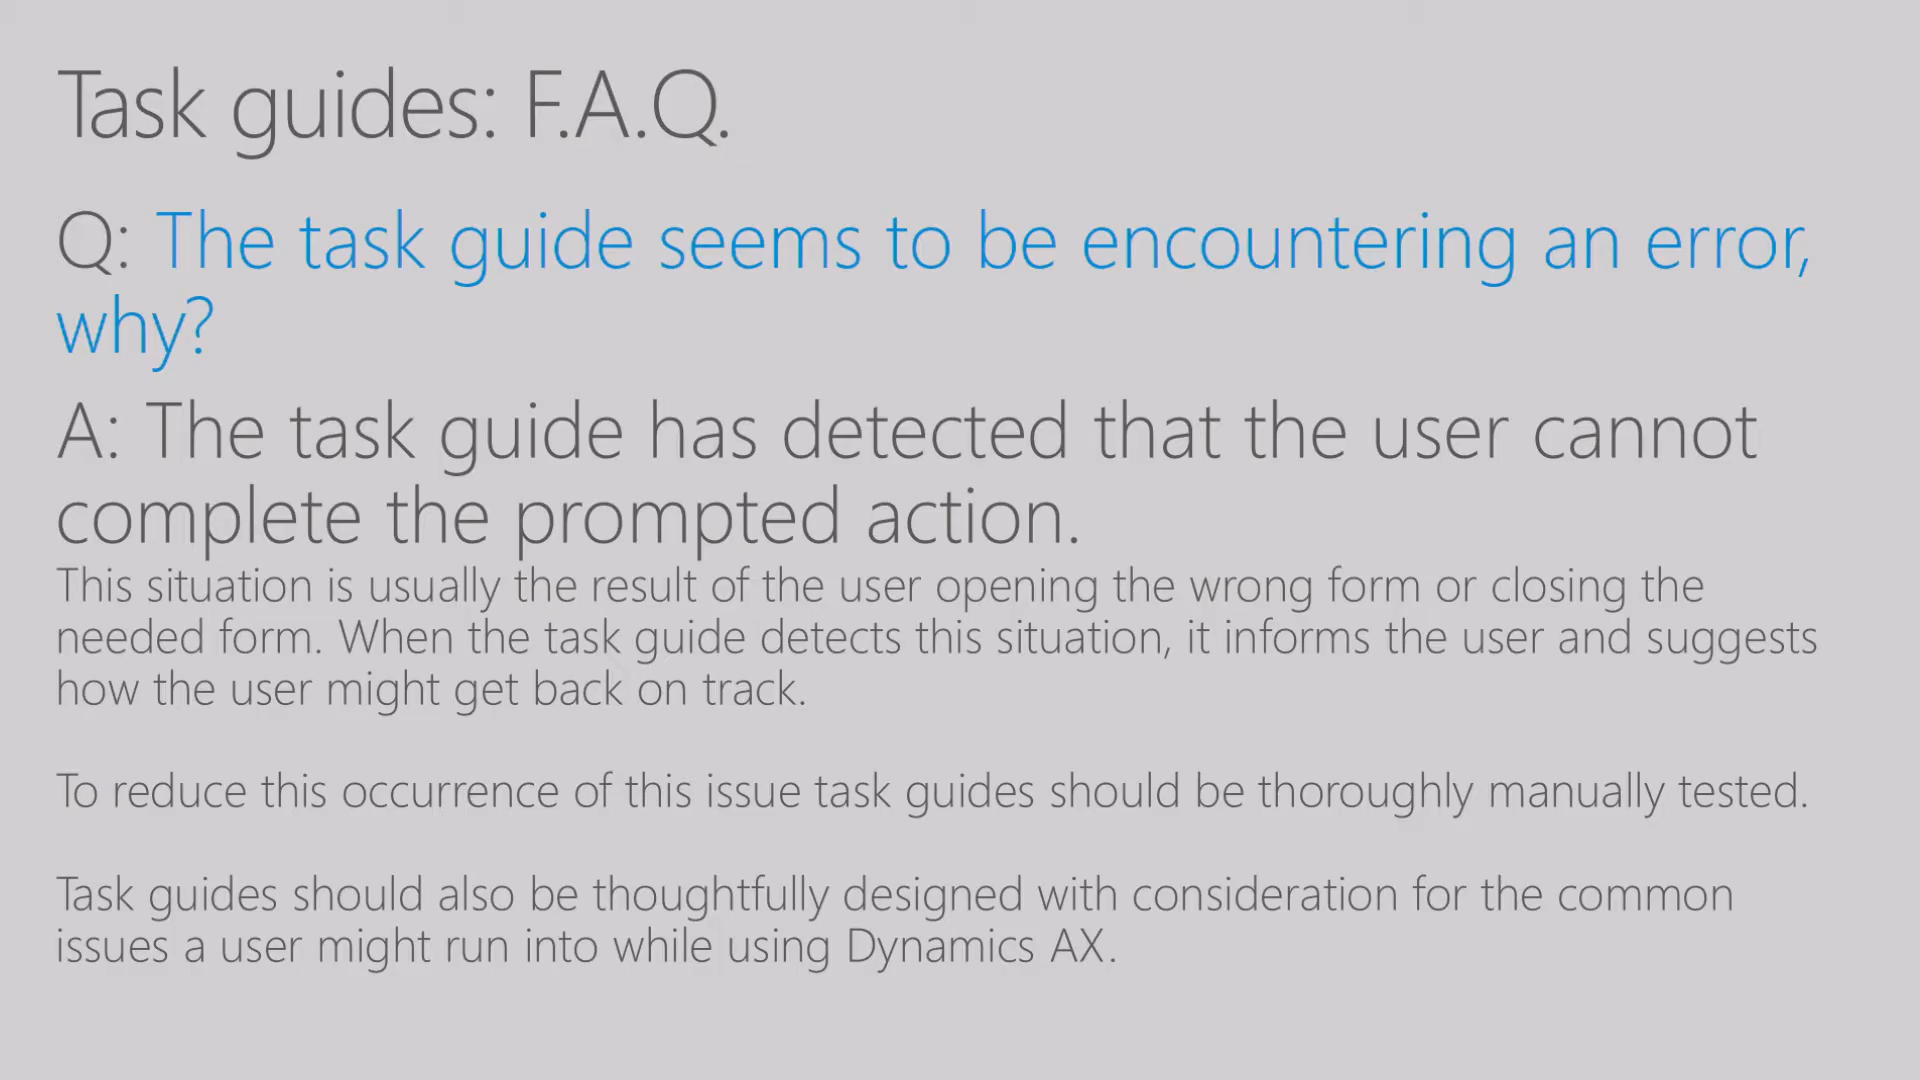 Task guides: F.A.Q.
Q: The task guide seems to be encountering an error,
why?
A: The task guide has detected that the user cannot
complete the prompted action.
This situation is usually the result of the user opening the wrong form or closing the
needed form. When the task guide detects this situation, it informs the user and suggests
how the user might get back on track.
To reduce this occurrence of this issue task guides should be thoroughly manually tested.
Task guides should also be thoughtfully designed with consideration for the common
issues a user might run into while using Dynamics AX.